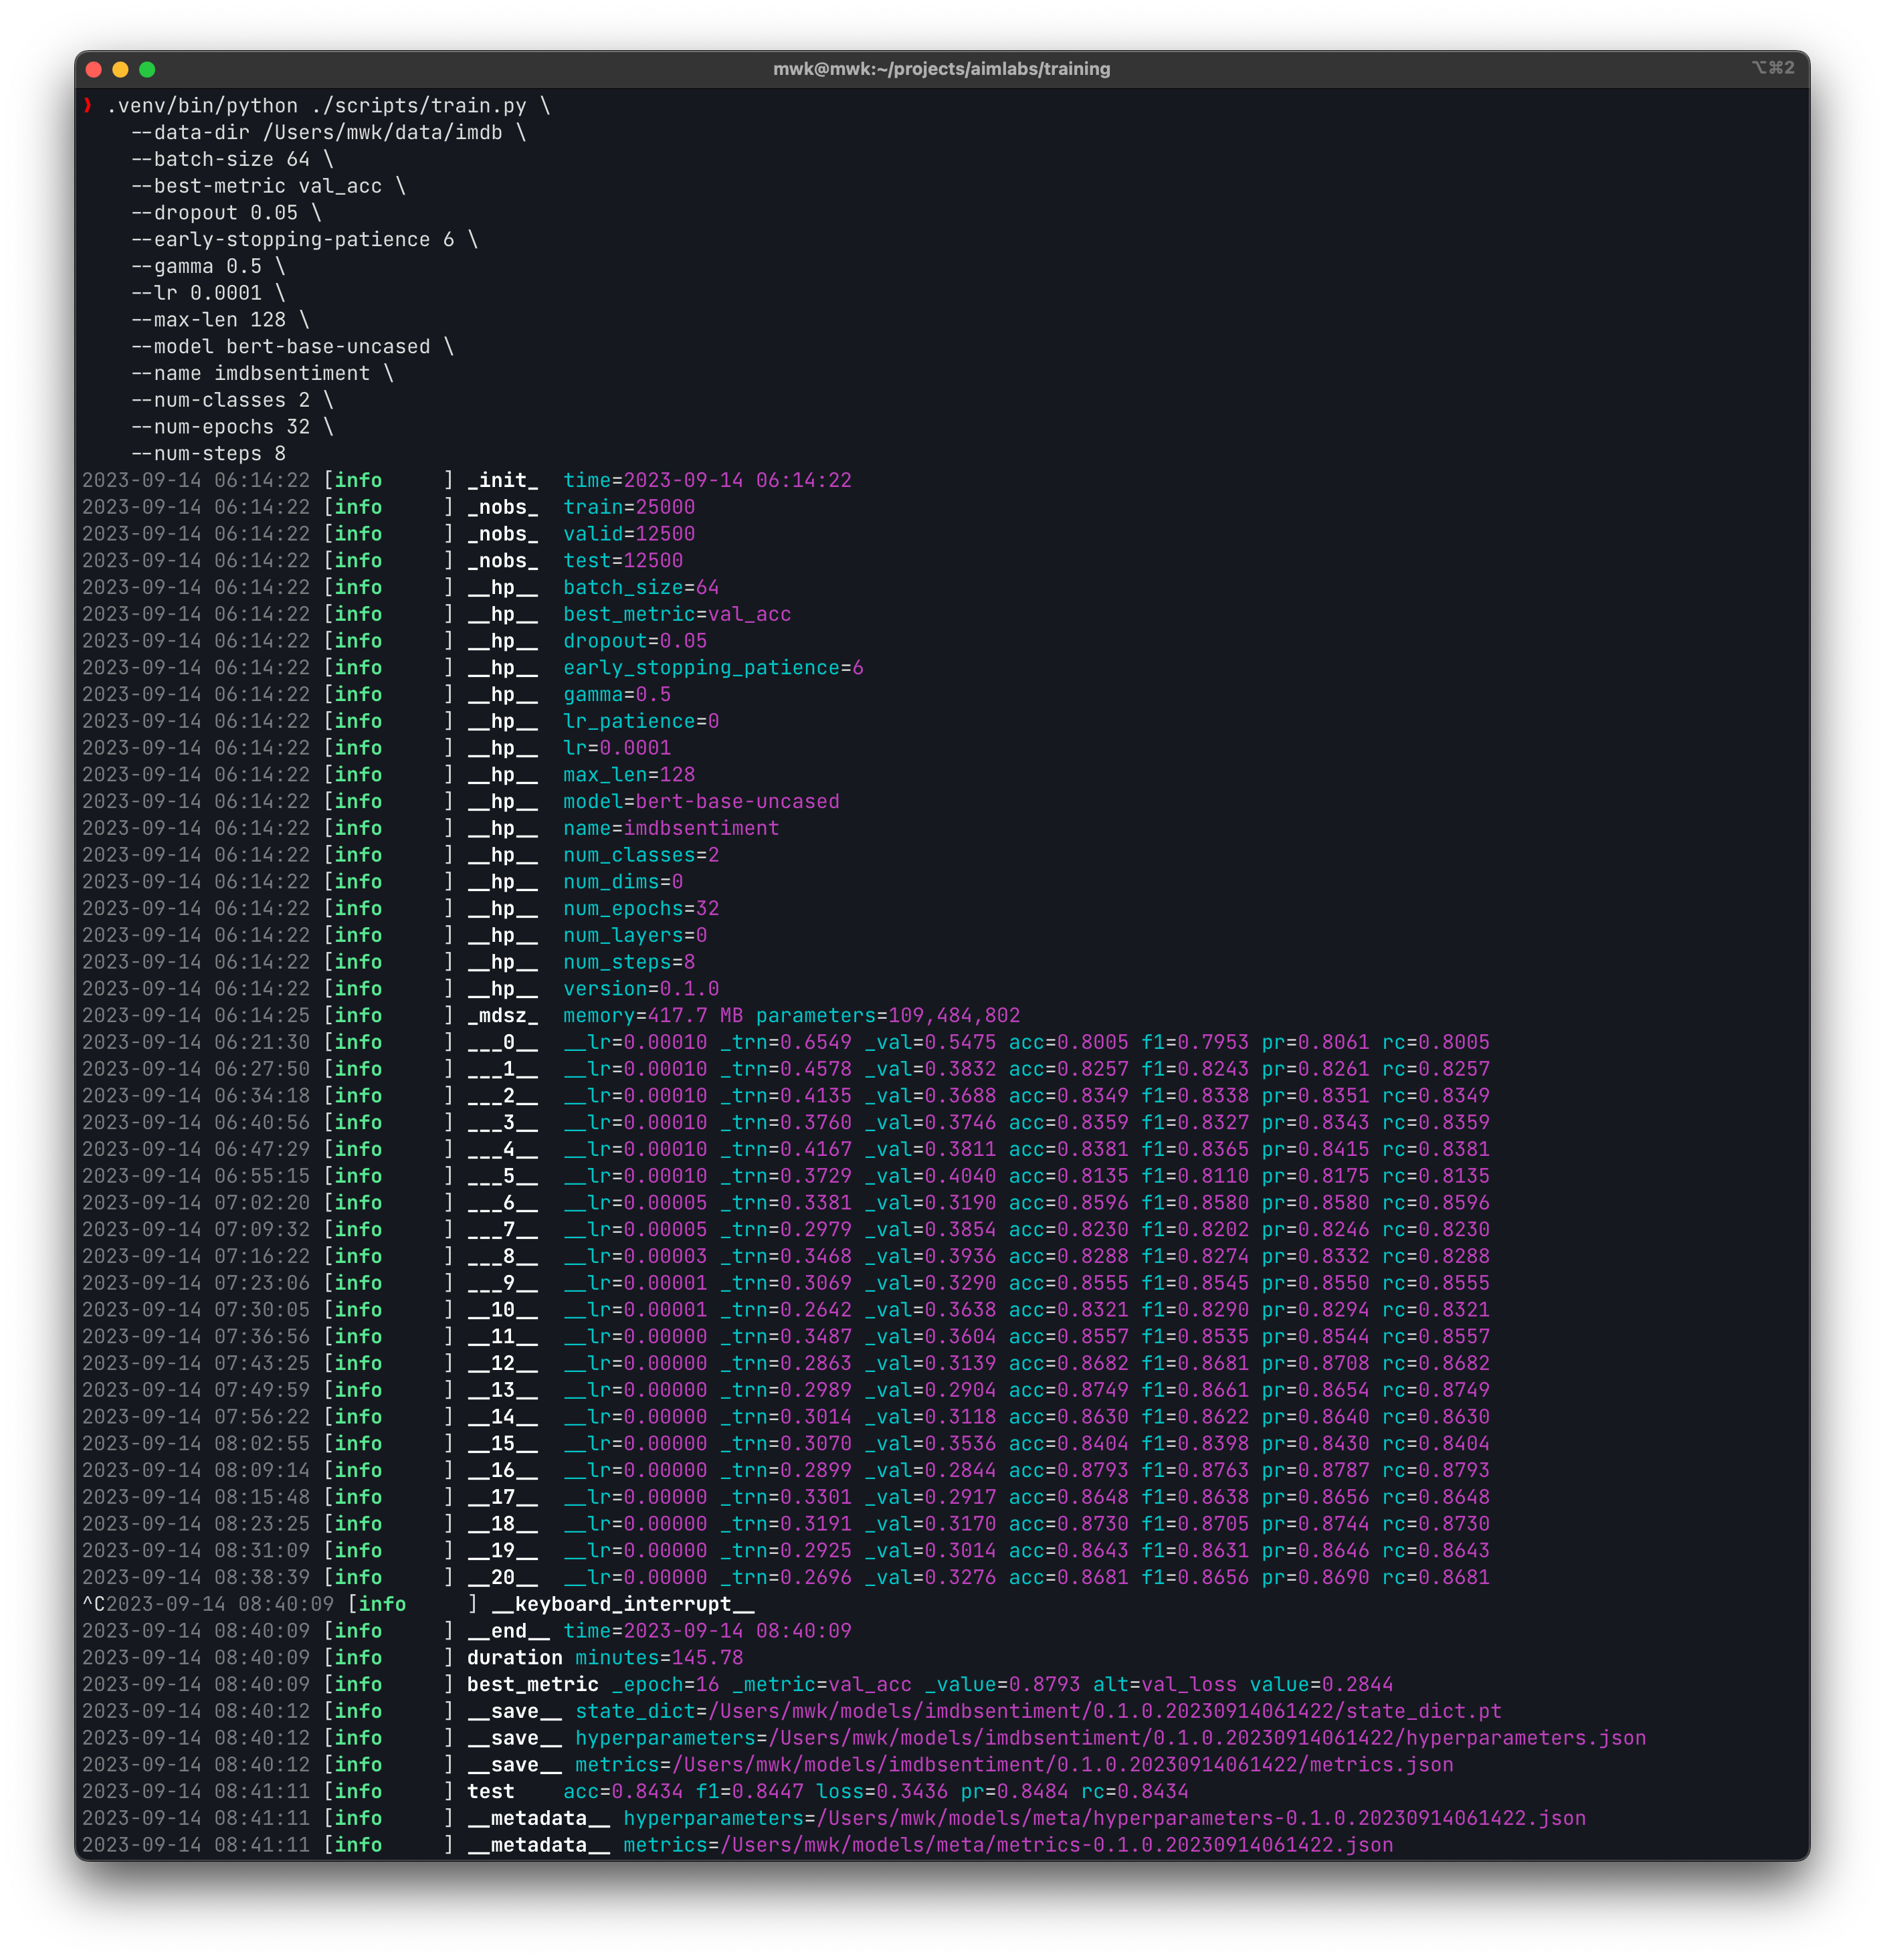 mwk@mwk:~/projects/aimlabs/training
⌥⌘2
❯ .venv/bin/python ./scripts/train.py \
    --data-dir /Users/mwk/data/imdb \
    --batch-size 64 \
    --best-metric val_acc \
    --dropout 0.05 \
    --early-stopping-patience 6 \
    --gamma 0.5 \
    --lr 0.0001 \
    --max-len 128 \
    --model bert-base-uncased \
    --name imdbsentiment \
    --num-classes 2 \
    --num-epochs 32 \
    --num-steps 8
2023-09-14 06:14:22 [info     ] _init_  time=2023-09-14 06:14:22
2023-09-14 06:14:22 [info     ] _nobs_  train=25000
2023-09-14 06:14:22 [info     ] _nobs_  valid=12500
2023-09-14 06:14:22 [info     ] _nobs_  test=12500
2023-09-14 06:14:22 [info     ] __hp__  batch_size=64
2023-09-14 06:14:22 [info     ] __hp__  best_metric=val_acc
2023-09-14 06:14:22 [info     ] __hp__  dropout=0.05
2023-09-14 06:14:22 [info     ] __hp__  early_stopping_patience=6
2023-09-14 06:14:22 [info     ] __hp__  gamma=0.5
2023-09-14 06:14:22 [info     ] __hp__  lr_patience=0
2023-09-14 06:14:22 [info     ] __hp__  lr=0.0001
2023-09-14 06:14:22 [info     ] __hp__  max_len=128
2023-09-14 06:14:22 [info     ] __hp__  model=bert-base-uncased
2023-09-14 06:14:22 [info     ] __hp__  name=imdbsentiment
2023-09-14 06:14:22 [info     ] __hp__  num_classes=2
2023-09-14 06:14:22 [info     ] __hp__  num_dims=0
2023-09-14 06:14:22 [info     ] __hp__  num_epochs=32
2023-09-14 06:14:22 [info     ] __hp__  num_layers=0
2023-09-14 06:14:22 [info     ] __hp__  num_steps=8
2023-09-14 06:14:22 [info     ] __hp__  version=0.1.0
2023-09-14 06:14:25 [info     ] _mdsz_  memory=417.7 MB parameters=109,484,802
2023-09-14 06:21:30 [info     ] ___0__  __lr=0.00010 _trn=0.6549 _val=0.5475 acc=0.8005 f1=0.7953 pr=0.8061 rc=0.8005
2023-09-14 06:27:50 [info     ] ___1__  __lr=0.00010 _trn=0.4578 _val=0.3832 acc=0.8257 f1=0.8243 pr=0.8261 rc=0.8257
2023-09-14 06:34:18 [info     ] ___2__  __lr=0.00010 _trn=0.4135 _val=0.3688 acc=0.8349 f1=0.8338 pr=0.8351 rc=0.8349
2023-09-14 06:40:56 [info     ] ___3__  __lr=0.00010 _trn=0.3760 _val=0.3746 acc=0.8359 f1=0.8327 pr=0.8343 rc=0.8359
2023-09-14 06:47:29 [info     ] ___4__  __lr=0.00010 _trn=0.4167 _val=0.3811 acc=0.8381 f1=0.8365 pr=0.8415 rc=0.8381
2023-09-14 06:55:15 [info     ] ___5__  __lr=0.00010 _trn=0.3729 _val=0.4040 acc=0.8135 f1=0.8110 pr=0.8175 rc=0.8135
2023-09-14 07:02:20 [info     ] ___6__  __lr=0.00005 _trn=0.3381 _val=0.3190 acc=0.8596 f1=0.8580 pr=0.8580 rc=0.8596
2023-09-14 07:09:32 [info     ] ___7__  __lr=0.00005 _trn=0.2979 _val=0.3854 acc=0.8230 f1=0.8202 pr=0.8246 rc=0.8230
2023-09-14 07:16:22 [info     ] ___8__  __lr=0.00003 _trn=0.3468 _val=0.3936 acc=0.8288 f1=0.8274 pr=0.8332 rc=0.8288
2023-09-14 07:23:06 [info     ] ___9__  __lr=0.00001 _trn=0.3069 _val=0.3290 acc=0.8555 f1=0.8545 pr=0.8550 rc=0.8555
2023-09-14 07:30:05 [info     ] __10__  __lr=0.00001 _trn=0.2642 _val=0.3638 acc=0.8321 f1=0.8290 pr=0.8294 rc=0.8321
2023-09-14 07:36:56 [info     ] __11__  __lr=0.00000 _trn=0.3487 _val=0.3604 acc=0.8557 f1=0.8535 pr=0.8544 rc=0.8557
2023-09-14 07:43:25 [info     ] __12__  __lr=0.00000 _trn=0.2863 _val=0.3139 acc=0.8682 f1=0.8681 pr=0.8708 rc=0.8682
2023-09-14 07:49:59 [info     ] __13__  __lr=0.00000 _trn=0.2989 _val=0.2904 acc=0.8749 f1=0.8661 pr=0.8654 rc=0.8749
2023-09-14 07:56:22 [info     ] __14__  __lr=0.00000 _trn=0.3014 _val=0.3118 acc=0.8630 f1=0.8622 pr=0.8640 rc=0.8630
2023-09-14 08:02:55 [info     ] __15__  __lr=0.00000 _trn=0.3070 _val=0.3536 acc=0.8404 f1=0.8398 pr=0.8430 rc=0.8404
2023-09-14 08:09:14 [info     ] __16__  __lr=0.00000 _trn=0.2899 _val=0.2844 acc=0.8793 f1=0.8763 pr=0.8787 rc=0.8793
2023-09-14 08:15:48 [info     ] __17__  __lr=0.00000 _trn=0.3301 _val=0.2917 acc=0.8648 f1=0.8638 pr=0.8656 rc=0.8648
2023-09-14 08:23:25 [info     ] __18__  __lr=0.00000 _trn=0.3191 _val=0.3170 acc=0.8730 f1=0.8705 pr=0.8744 rc=0.8730
2023-09-14 08:31:09 [info     ] __19__  __lr=0.00000 _trn=0.2925 _val=0.3014 acc=0.8643 f1=0.8631 pr=0.8646 rc=0.8643
2023-09-14 08:38:39 [info     ] __20__  __lr=0.00000 _trn=0.2696 _val=0.3276 acc=0.8681 f1=0.8656 pr=0.8690 rc=0.8681
^C2023-09-14 08:40:09 [info     ] __keyboard_interrupt__
2023-09-14 08:40:09 [info     ] __end__ time=2023-09-14 08:40:09
2023-09-14 08:40:09 [info     ] duration minutes=145.78
2023-09-14 08:40:09 [info     ] best_metric _epoch=16 _metric=val_acc _value=0.8793 alt=val_loss value=0.2844
2023-09-14 08:40:12 [info     ] __save__ state_dict=/Users/mwk/models/imdbsentiment/0.1.0.20230914061422/state_dict.pt
2023-09-14 08:40:12 [info     ] __save__ hyperparameters=/Users/mwk/models/imdbsentiment/0.1.0.20230914061422/hyperparameters.json
2023-09-14 08:40:12 [info     ] __save__ metrics=/Users/mwk/models/imdbsentiment/0.1.0.20230914061422/metrics.json
2023-09-14 08:41:11 [info     ] test    acc=0.8434 f1=0.8447 loss=0.3436 pr=0.8484 rc=0.8434
2023-09-14 08:41:11 [info     ] __metadata__ hyperparameters=/Users/mwk/models/meta/hyperparameters-0.1.0.20230914061422.json
2023-09-14 08:41:11 [info     ] __metadata__ metrics=/Users/mwk/models/meta/metrics-0.1.0.20230914061422.json